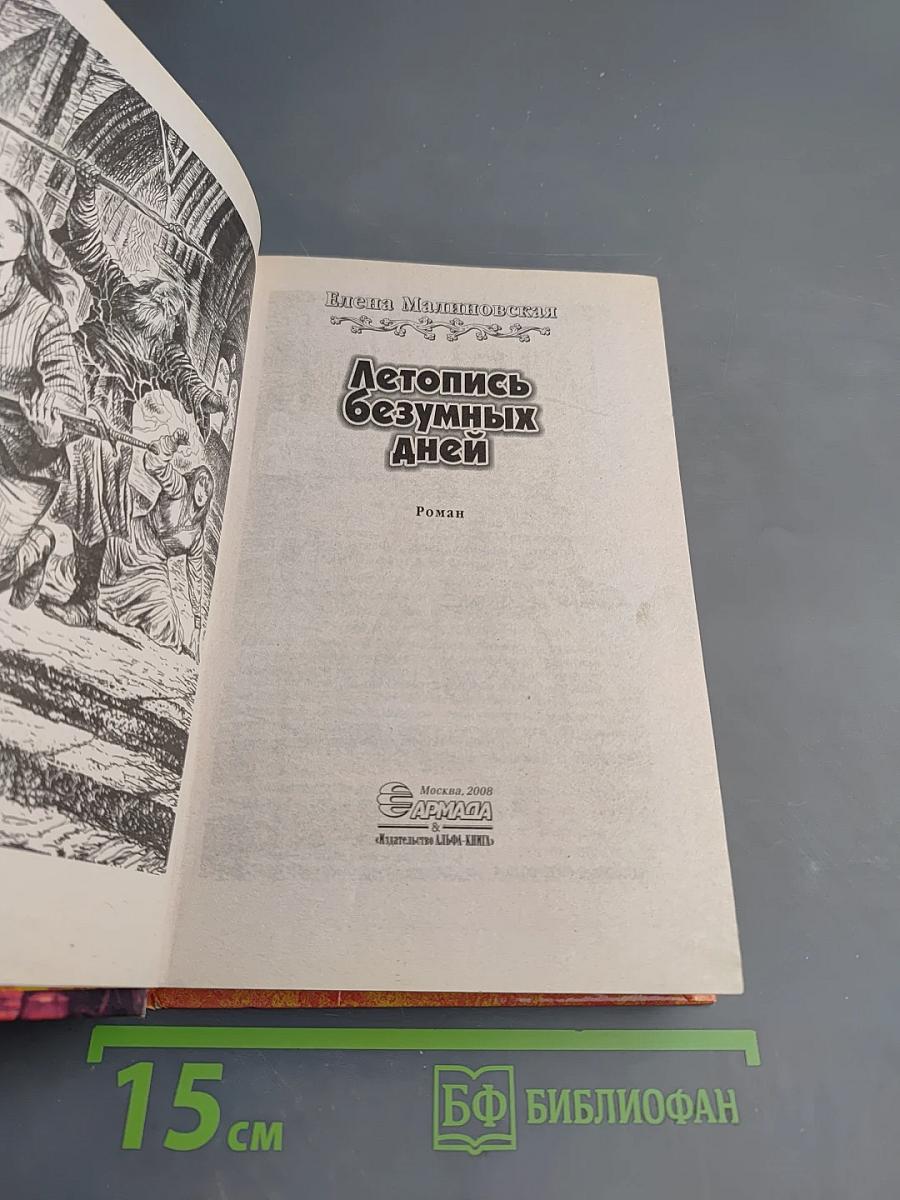 Елена Малиновская
Летопись
безумных
дней
Роман
Москва, 2008
АРМАДА
&
«Издательство АЛЬФА-КНИГА»
15 см
БФ БИБЛИОФАН